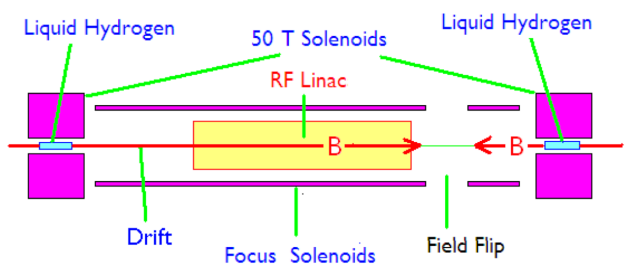 Liquid Hydrogen
50 T Solenoids
Liquid Hydrogen
RF Linac
B
B
Drift
Focus Solenoids
Field Flip